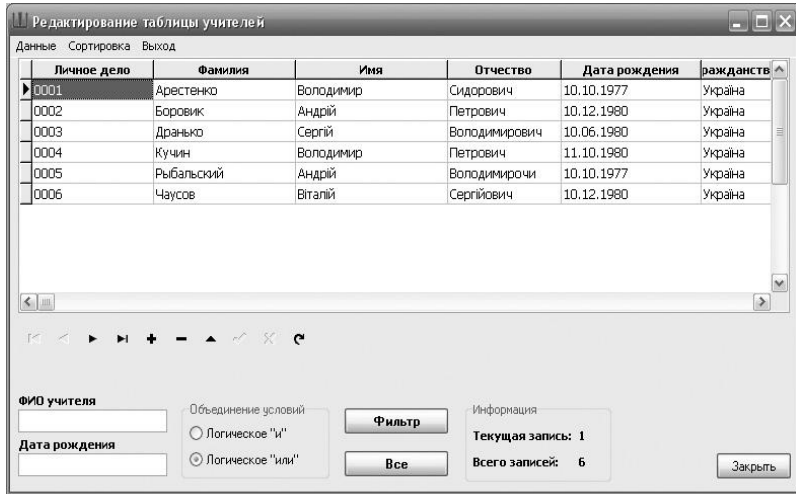 Редактирование таблицы учителей
Данные Сортировка Выход
Личное дело Фамилия Имя Отчество Дата рождения ражданств
0001 Арестенко Володимир Сидорович 10.10.1977 Україна
0002 Боровик Андрій Петрович 10.12.1980 Україна
0003 Дранько Сергій Володимирович 10.06.1980 Україна
0004 Кучин Володимир Петрович 11.10.1980 Україна
0005 Рыбальский Андрій Володимирочи 10.10.1977 Україна
0006 Чаусов Віталій Сергійович 10.12.1980 Україна
ФИО учителя
Дата рождения
Объединение условий
Логическое "и"
Логическое "или"
Фильтр
Все
Информация
Текущая запись: 1
Всего записей: 6
Закрыть